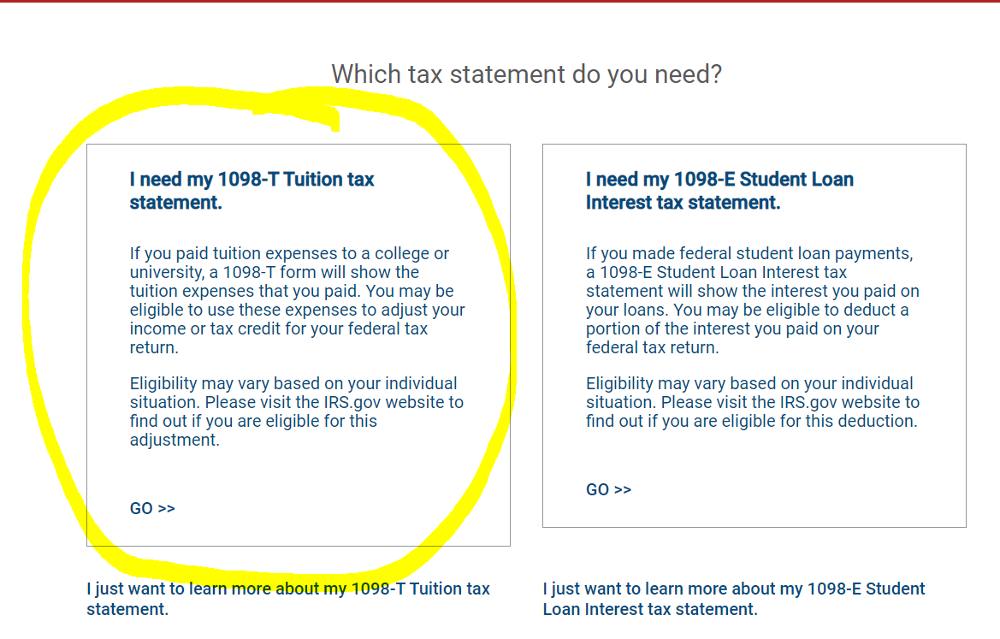 Which tax statement do you need?
I need my 1098-T Tuition tax
statement.
If you paid tuition expenses to a college or
university, a 1098-T form will show the
tuition expenses that you paid. You may be
eligible to use these expenses to adjust your
income or tax credit for your federal tax
return.
Eligibility may vary based on your individual
situation. Please visit the IRS.gov website to
find out if you are eligible for this
adjustment.
GO >>
I just want to learn more about my 1098-T Tuition tax
statement.
I need my 1098-E Student Loan
Interest tax statement.
If you made federal student loan payments,
a 1098-E Student Loan Interest tax
statement will show the interest you paid on
your loans. You may be eligible to deduct a
portion of the interest you paid on your
federal tax return.
Eligibility may vary based on your individual
situation. Please visit the IRS.gov website to
find out if you are eligible for this deduction.
GO >>
I just want to learn more about my 1098-E Student
Loan Interest tax statement.